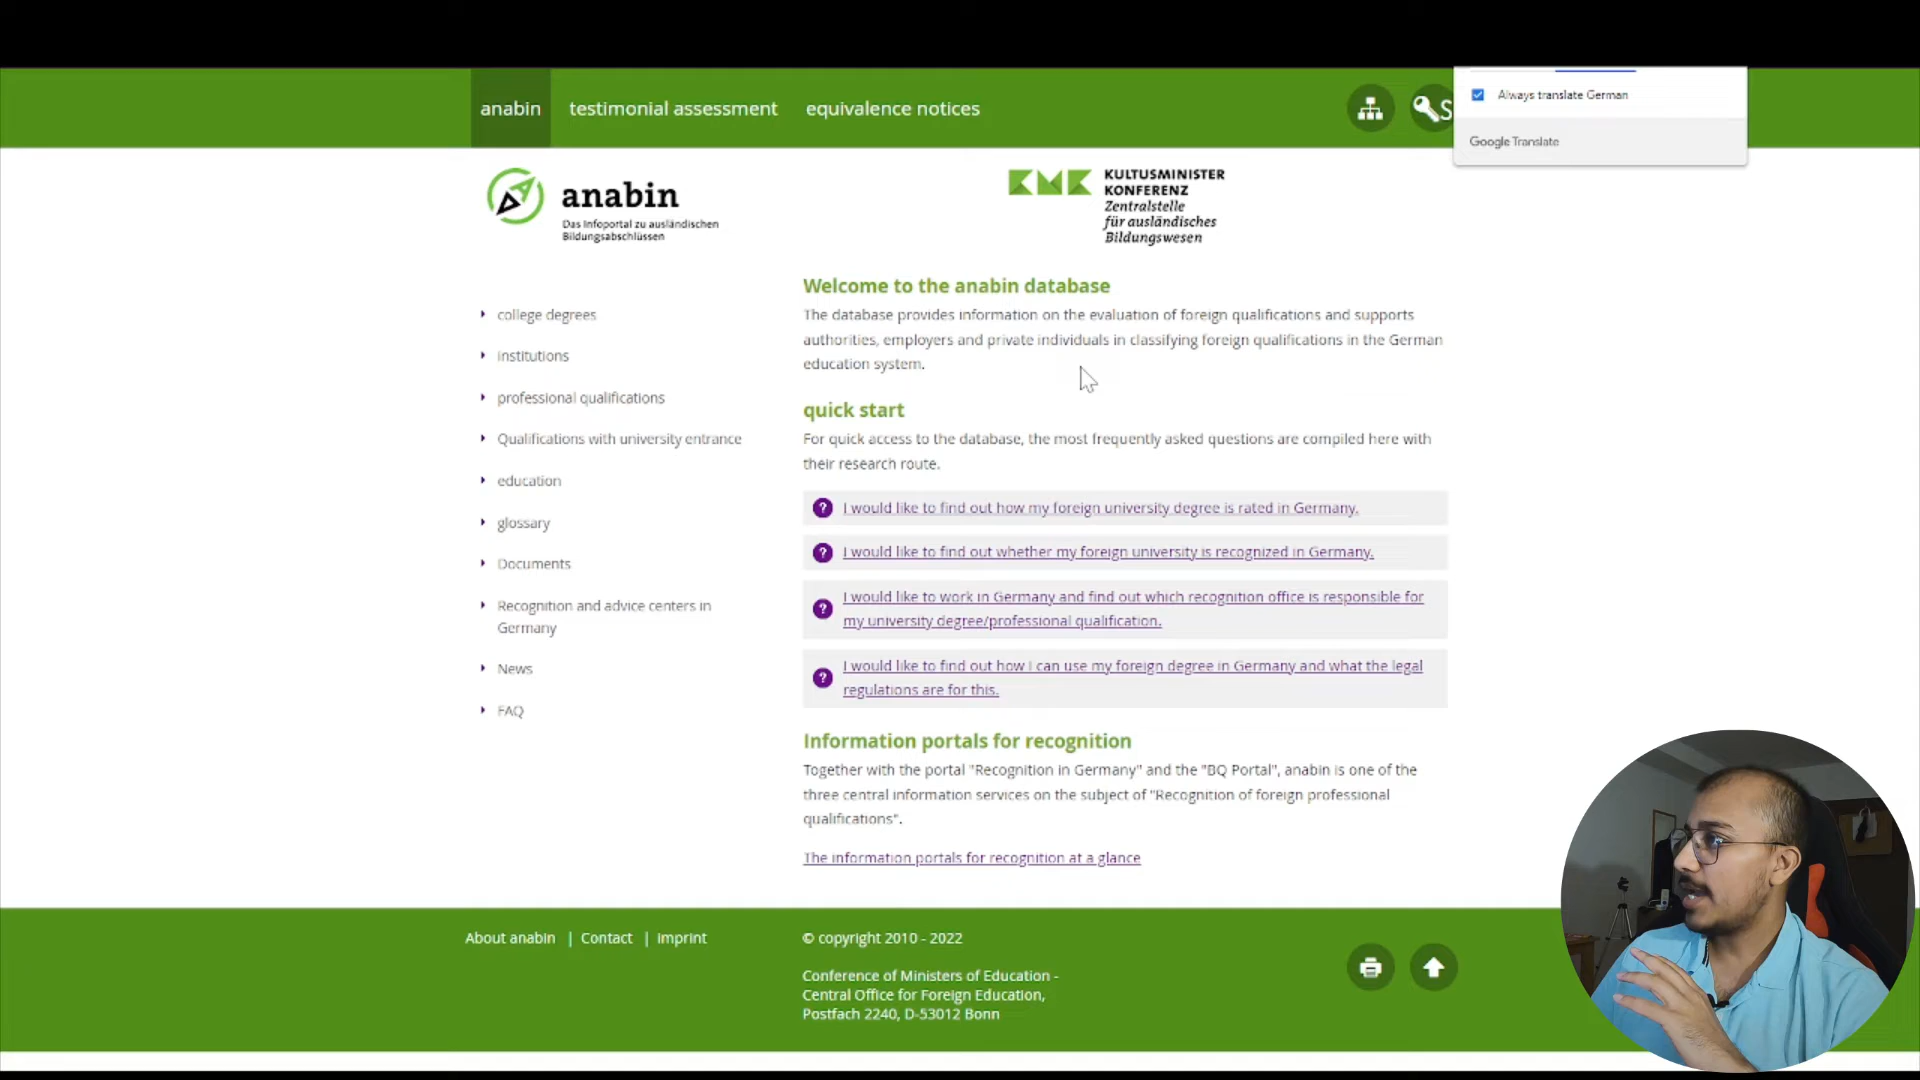 anabin
testimonial assessment
equivalence notices
S
Always translate German
Google Translate
anabin
Das Infoportal zu ausländischen
Bildungsabschlüssen
KMK
KULTUSMINISTER
KONFERENZ
Zentralstelle
für ausländisches
Bildungswesen
college degrees
institutions
professional qualifications
Qualifications with university entrance
education
glossary
Documents
Recognition and advice centers in
Germany
News
FAQ
Welcome to the anabin database
The database provides information on the evaluation of foreign qualifications and supports
authorities, employers and private individuals in classifying foreign qualifications in the German
education system.
quick start
For quick access to the database, the most frequently asked questions are compiled here with
their research route.
? I would like to find out how my foreign university degree is rated in Germany.
? I would like to find out whether my foreign university is recognized in Germany.
? I would like to work in Germany and find out which recognition office is responsible for
my university degree/professional qualification.
? I would like to find out how I can use my foreign degree in Germany and what the legal
regulations are for this.
Information portals for recognition
Together with the portal "Recognition in Germany" and the "BQ Portal", anabin is one of the
three central information services on the subject of "Recognition of foreign professional
qualifications".
The information portals for recognition at a glance
About anabin | Contact | imprint
© copyright 2010 - 2022
Conference of Ministers of Education -
Central Office for Foreign Education,
Postfach 2240, D-53012 Bonn